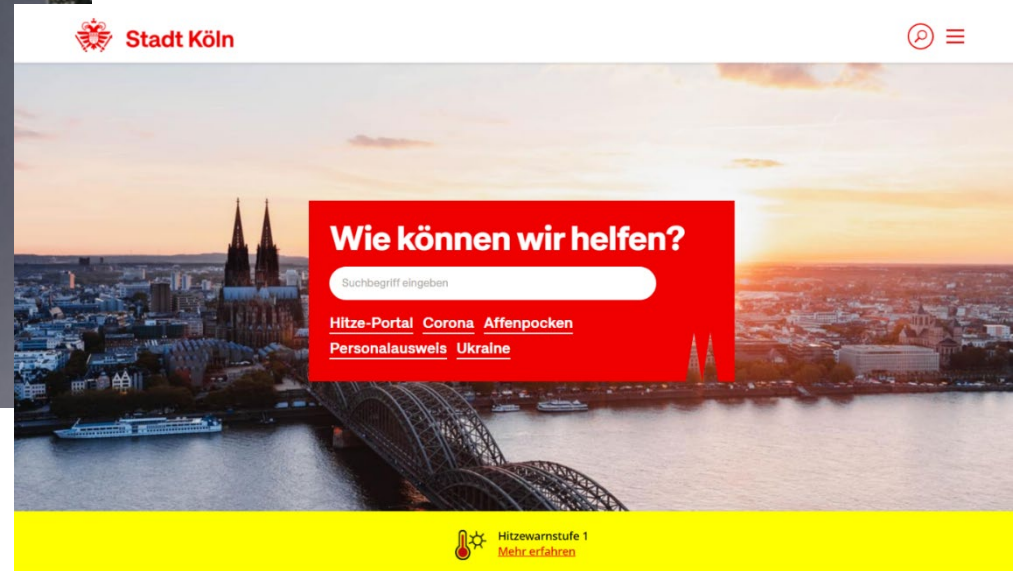 Stadt Köln
Wie können wir helfen?
Suchbegriff eingeben
Hitze-Portal Corona Affenpocken
Personalausweis Ukraine
Hitzewarnstufe 1
Mehr erfahren